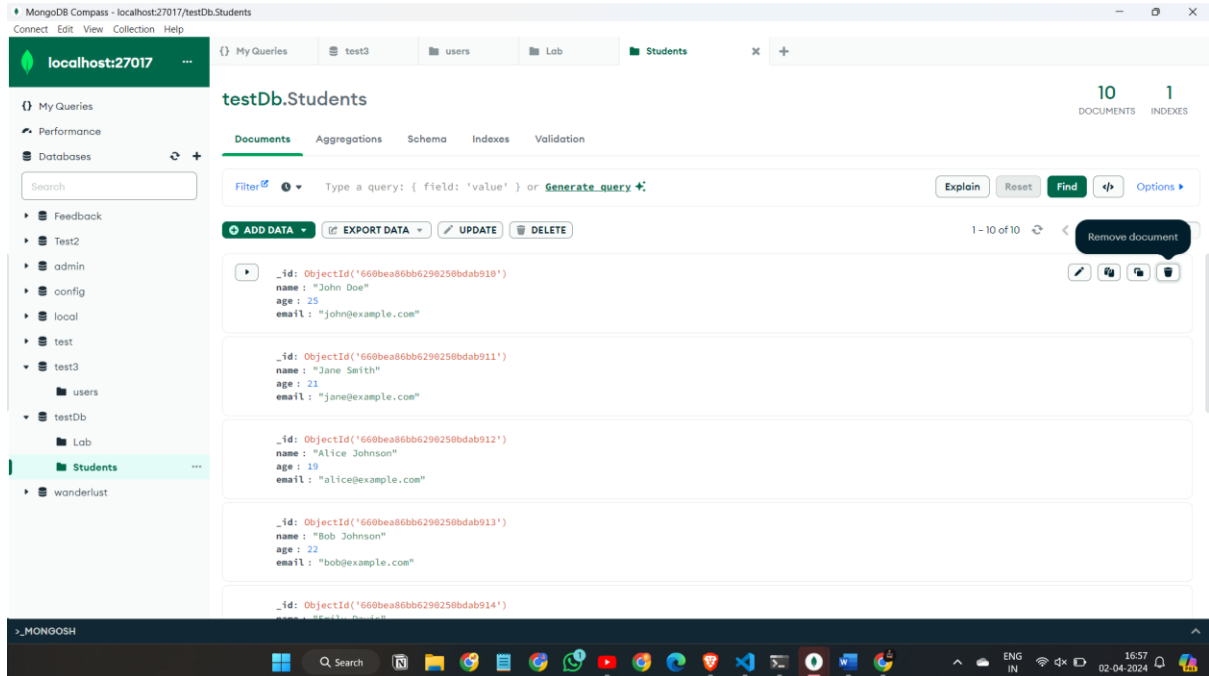 MongoDB Compass - localhost:27017/testDb.Students
Connect Edit View Collection Help
localhost:27017 ...
{} My Queries
test3
users
Lab
Students
My Queries
Performance
Databases
Search
Feedback
Test2
admin
config
local
test
test3
users
testDb
Lab
Students ...
wanderlust
testDb.Students
10
DOCUMENTS
1
INDEXES
Documents Aggregations Schema Indexes Validation
Filter Type a query: { field: 'value' } or Generate query
Explain Reset Find </> Options
ADD DATA EXPORT DATA UPDATE DELETE
1 – 10 of 10
Remove document
_id: ObjectId('660bea86bb6290250bdab910')
name : "John Doe"
age : 25
email : "john@example.com"
_id: ObjectId('660bea86bb6290250bdab911')
name : "Jane Smith"
age : 21
email : "jane@example.com"
_id: ObjectId('660bea86bb6290250bdab912')
name : "Alice Johnson"
age : 19
email : "alice@example.com"
_id: ObjectId('660bea86bb6290250bdab913')
name : "Bob Johnson"
age : 22
email : "bob@example.com"
_id: ObjectId('660bea86bb6290250bdab914')
name : "Emily Davis"
>_MONGOSH
Search
ENG
IN
16:57
02-04-2024